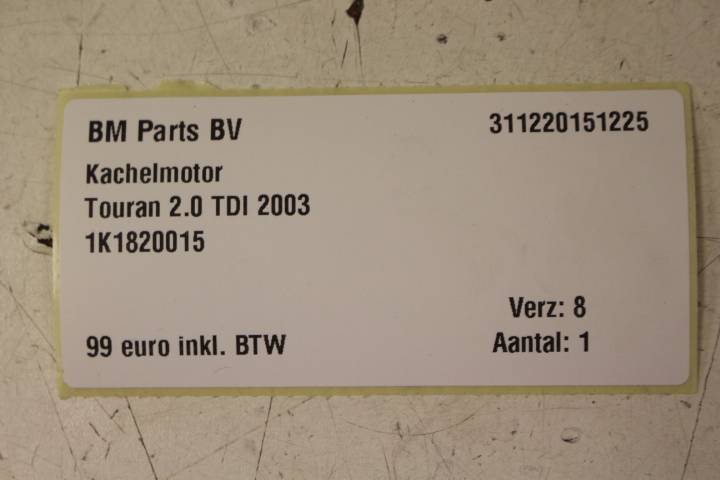 BM Parts BV
311220151225
Kachelmotor
Touran 2.0 TDI 2003
1K1820015
Verz: 8
99 euro inkl. BTW
Aantal: 1